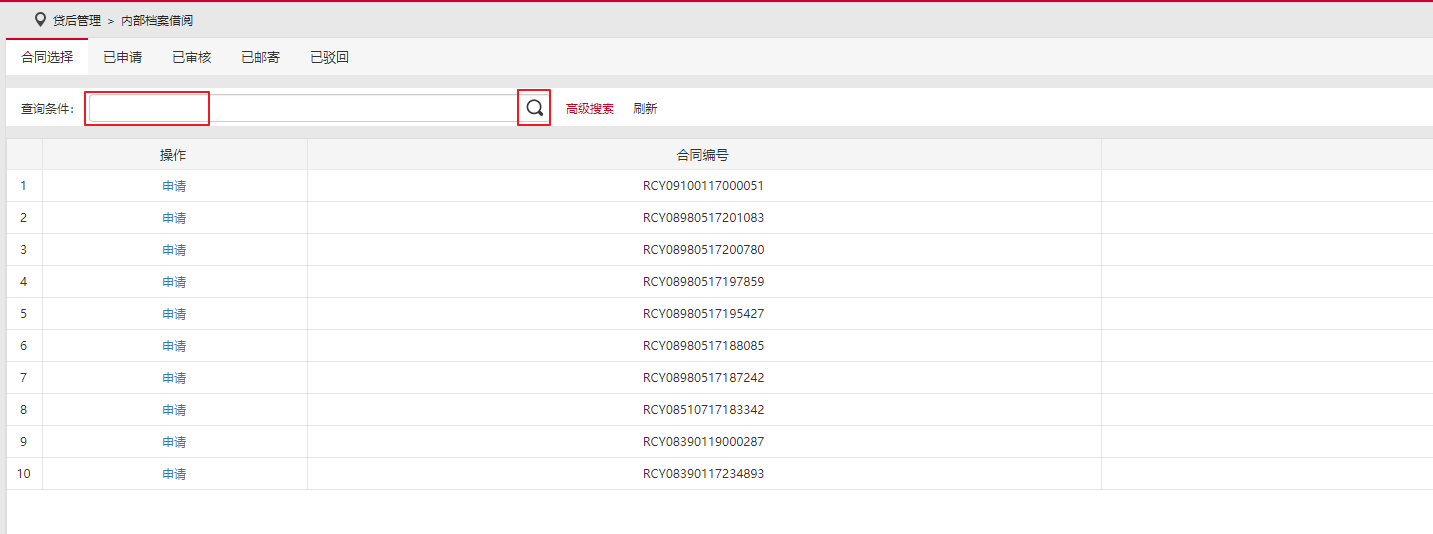 贷后管理 > 内部档案借阅
合同选择 已申请 已审核 已邮寄 已驳回
查询条件: 高级搜索 刷新
操作 合同编号
1 申请 RCY09100117000051
2 申请 RCY08980517201083
3 申请 RCY08980517200780
4 申请 RCY08980517197859
5 申请 RCY08980517195427
6 申请 RCY08980517188085
7 申请 RCY08980517187242
8 申请 RCY08510717183342
9 申请 RCY08390119000287
10 申请 RCY08390117234893